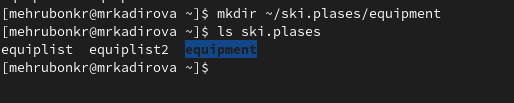 [mehrubonkr@mrkadirova ~]$ mkdir ~/ski.plases/equipment
[mehrubonkr@mrkadirova ~]$ ls ski.plases
equiplist  equiplist2  equipment
[mehrubonkr@mrkadirova ~]$